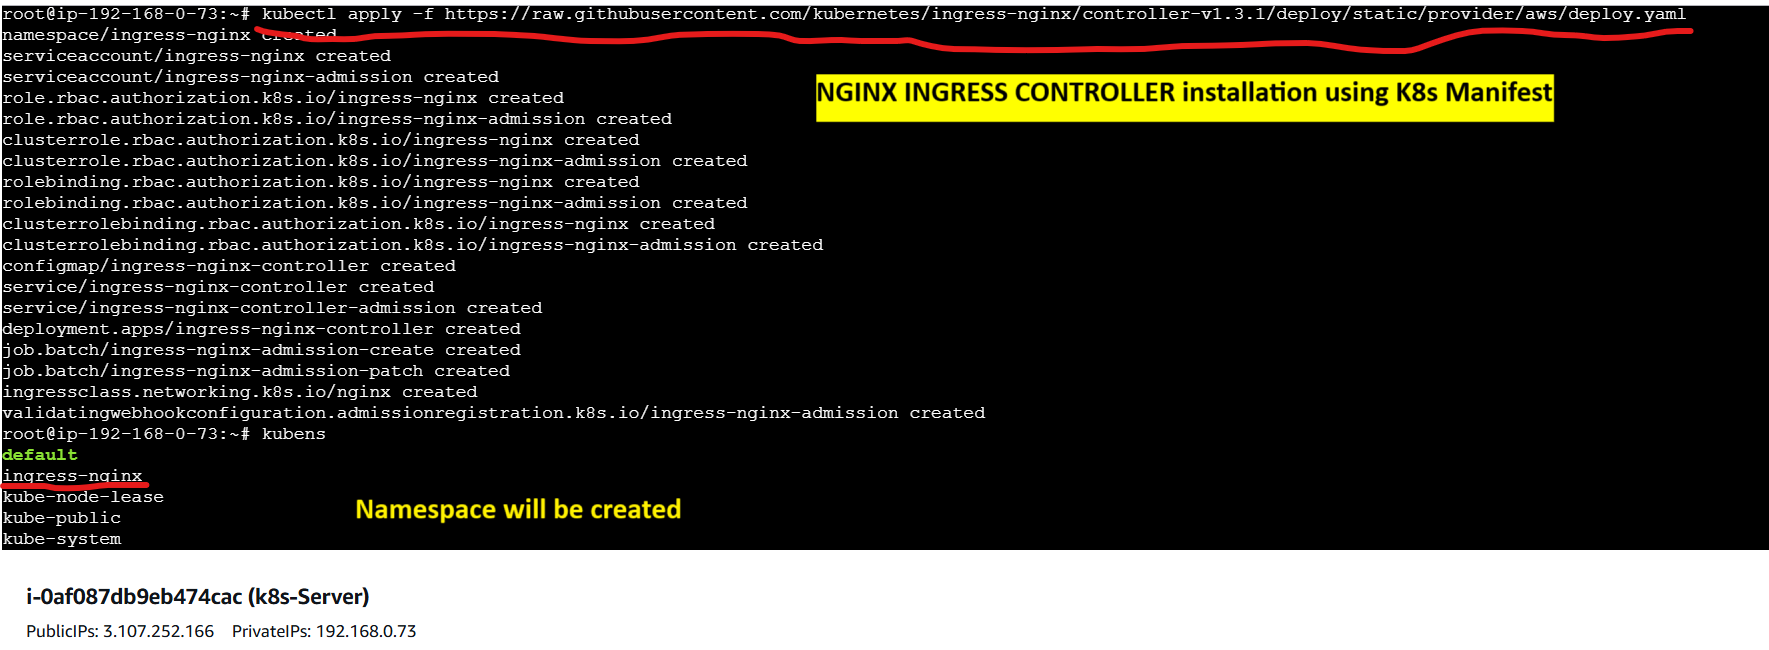 root@ip-192-168-0-73:~# kubectl apply -f https://raw.githubusercontent.com/kubernetes/ingress-nginx/controller-v1.3.1/deploy/static/provider/aws/deploy.yaml
namespace/ingress-nginx created
serviceaccount/ingress-nginx created
serviceaccount/ingress-nginx-admission created
NGINX INGRESS CONTROLLER installation using K8s Manifest
role.rbac.authorization.k8s.io/ingress-nginx created
role.rbac.authorization.k8s.io/ingress-nginx-admission created
clusterrole.rbac.authorization.k8s.io/ingress-nginx created
clusterrole.rbac.authorization.k8s.io/ingress-nginx-admission created
rolebinding.rbac.authorization.k8s.io/ingress-nginx created
rolebinding.rbac.authorization.k8s.io/ingress-nginx-admission created
clusterrolebinding.rbac.authorization.k8s.io/ingress-nginx created
clusterrolebinding.rbac.authorization.k8s.io/ingress-nginx-admission created
configmap/ingress-nginx-controller created
service/ingress-nginx-controller created
service/ingress-nginx-controller-admission created
deployment.apps/ingress-nginx-controller created
job.batch/ingress-nginx-admission-create created
job.batch/ingress-nginx-admission-patch created
ingressclass.networking.k8s.io/nginx created
validatingwebhookconfiguration.admissionregistration.k8s.io/ingress-nginx-admission created
root@ip-192-168-0-73:~# kubens
default
ingress-nginx
kube-node-lease
Namespace will be created
kube-public
kube-system
i-0af087db9eb474cac (k8s-Server)
PublicIPs: 3.107.252.166 PrivateIPs: 192.168.0.73